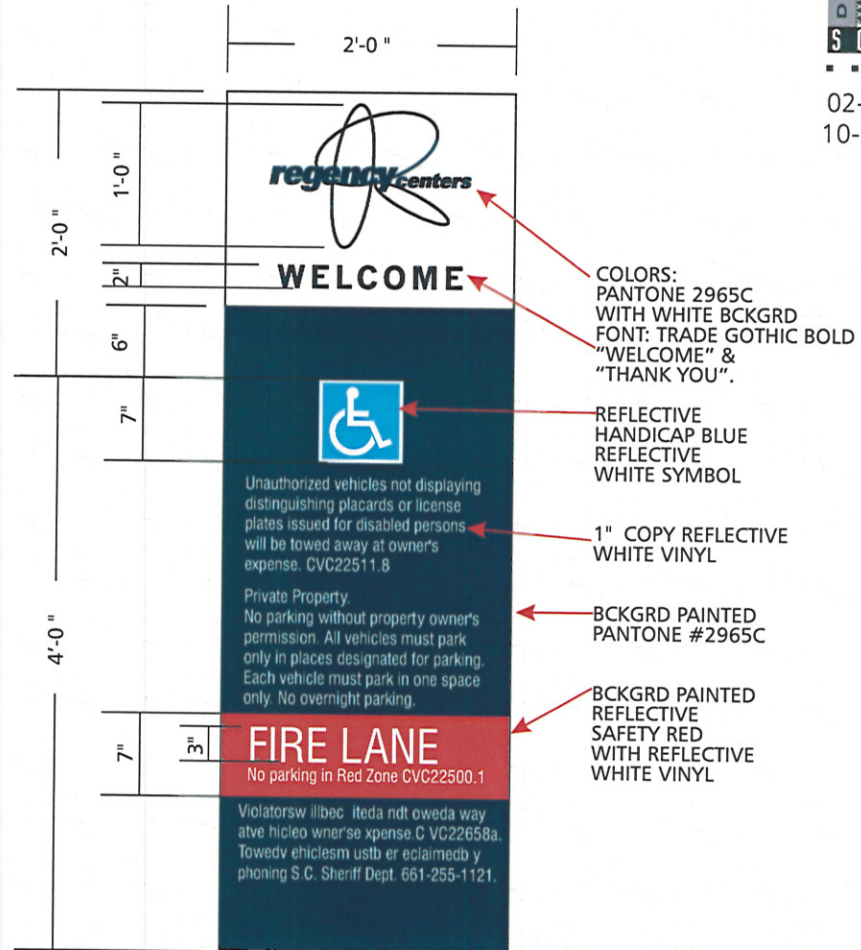 2'-0 "
S
02-
10-
2'-0 "
1'-0 "
regencycenters
2"
WELCOME
COLORS:
PANTONE 2965C
WITH WHITE BCKGRD
FONT: TRADE GOTHIC BOLD
"WELCOME" &
"THANK YOU".
6"
7"
REFLECTIVE
HANDICAP BLUE
REFLECTIVE
WHITE SYMBOL
Unauthorized vehicles not displaying
distinguishing placards or license
plates issued for disabled persons
will be towed away at owner's
expense. CVC22511.8
1" COPY REFLECTIVE
WHITE VINYL
4'-0 "
Private Property.
No parking without property owner's
permission. All vehicles must park
only in places designated for parking.
Each vehicle must park in one space
only. No overnight parking.
BCKGRD PAINTED
PANTONE #2965C
7"
3"
FIRE LANE
No parking in Red Zone CVC22500.1
BCKGRD PAINTED
REFLECTIVE
SAFETY RED
WITH REFLECTIVE
WHITE VINYL
Violatorsw illbec iteda ndt oweda way
atve hicleo wner'se xpense.C VC22658a.
Towedv ehiclesm ustb er eclaimedb y
phoning S.C. Sheriff Dept. 661-255-1121.